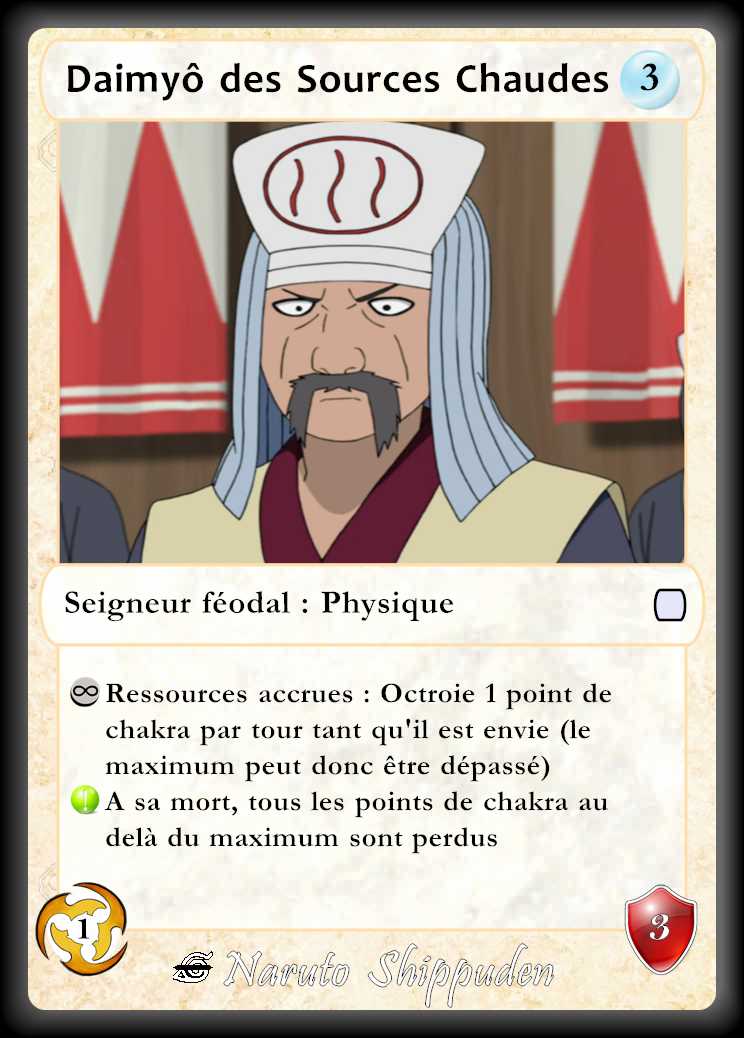 Daimyô des Sources Chaudes 3
Seigneur féodal : Physique
Ressources accrues : Octroie 1 point de
chakra par tour tant qu'il est envie (le
maximum peut donc être dépassé)
A sa mort, tous les points de chakra au
delà du maximum sont perdus
1
3
Naruto Shippuden